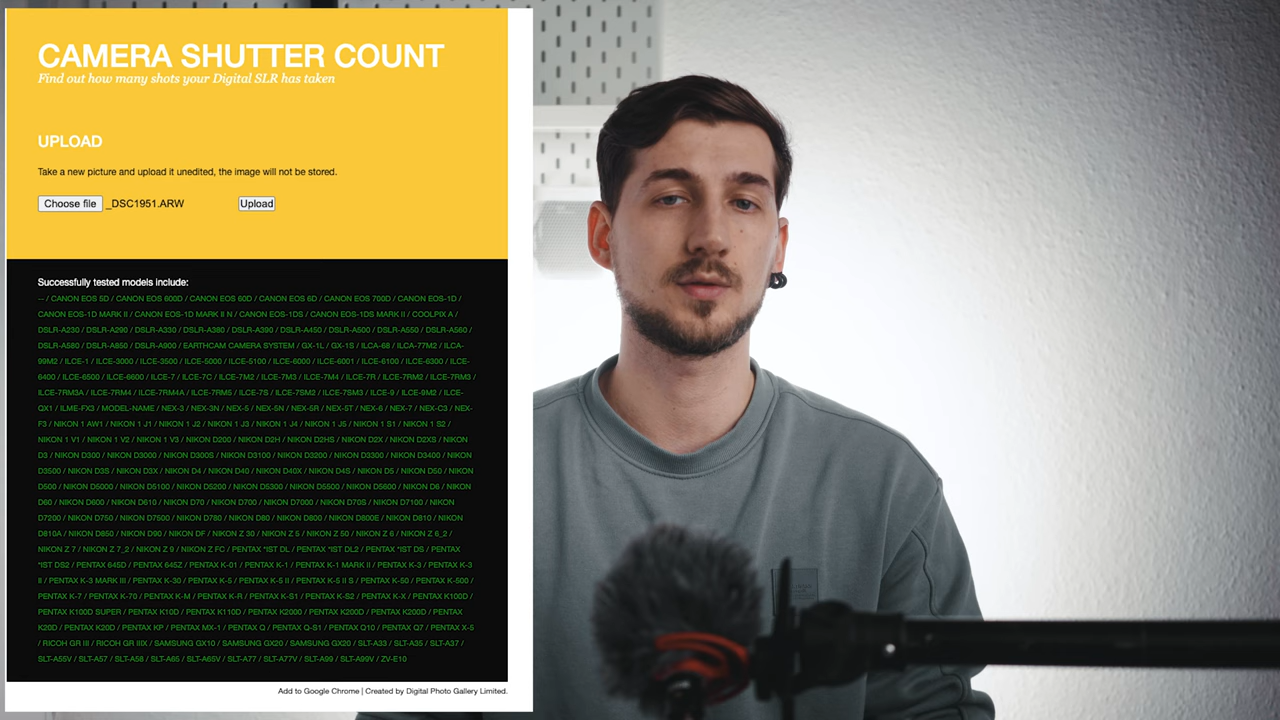 CAMERA SHUTTER COUNT
Find out how many shots your Digital SLR has taken
UPLOAD
Take a new picture and upload it unedited, the image will not be stored.
Choose file _DSC1951.ARW Upload
Successfully tested models include:
-- / CANON EOS 5D / CANON EOS 600D / CANON EOS 60D / CANON EOS 6D / CANON EOS 700D / CANON EOS-1D /
CANON EOS-1D MARK II / CANON EOS-1D MARK II N / CANON EOS-1DS / CANON EOS-1DS MARK II / COOLPIX A /
DSLR-A230 / DSLR-A290 / DSLR-A330 / DSLR-A380 / DSLR-A390 / DSLR-A450 / DSLR-A500 / DSLR-A550 / DSLR-A560 /
DSLR-A580 / DSLR-A850 / DSLR-A900 / EARTHCAM CAMERA SYSTEM / GX-1L / GX-1S / ILCA-68 / ILCA-77M2 / ILCA-
99M2 / ILCE-1 / ILCE-3000 / ILCE-3500 / ILCE-5000 / ILCE-5100 / ILCE-6000 / ILCE-6001 / ILCE-6100 / ILCE-6300 / ILCE-
6400 / ILCE-6500 / ILCE-6600 / ILCE-7 / ILCE-7C / ILCE-7M2 / ILCE-7M3 / ILCE-7M4 / ILCE-7R / ILCE-7RM2 / ILCE-7RM3 /
ILCE-7RM3A / ILCE-7RM4 / ILCE-7RM4A / ILCE-7RM5 / ILCE-7S / ILCE-7SM2 / ILCE-7SM3 / ILCE-9 / ILCE-9M2 / ILCE-
QX1 / ILME-FX3 / MODEL-NAME / NEX-3 / NEX-3N / NEX-5 / NEX-5N / NEX-5R / NEX-5T / NEX-6 / NEX-7 / NEX-C3 / NEX-
F3 / NIKON 1 AW1 / NIKON 1 J1 / NIKON 1 J2 / NIKON 1 J3 / NIKON 1 J4 / NIKON 1 J5 / NIKON 1 S1 / NIKON 1 S2 /
NIKON 1 V1 / NIKON 1 V2 / NIKON 1 V3 / NIKON D200 / NIKON D2H / NIKON D2HS / NIKON D2X / NIKON D2XS / NIKON
D3 / NIKON D300 / NIKON D3000 / NIKON D300S / NIKON D3100 / NIKON D3200 / NIKON D3300 / NIKON D3400 / NIKON
D3500 / NIKON D3S / NIKON D3X / NIKON D4 / NIKON D40 / NIKON D40X / NIKON D4S / NIKON D5 / NIKON D50 / NIKON
D500 / NIKON D5000 / NIKON D5100 / NIKON D5200 / NIKON D5300 / NIKON D5500 / NIKON D5600 / NIKON D6 / NIKON
D60 / NIKON D600 / NIKON D610 / NIKON D70 / NIKON D700 / NIKON D7000 / NIKON D70S / NIKON D7100 / NIKON
D7200 / NIKON D750 / NIKON D7500 / NIKON D780 / NIKON D80 / NIKON D800 / NIKON D800E / NIKON D810 / NIKON
D810A / NIKON D850 / NIKON D90 / NIKON DF / NIKON Z 30 / NIKON Z 5 / NIKON Z 50 / NIKON Z 6 / NIKON Z 6_2 /
NIKON Z 7 / NIKON Z 7_2 / NIKON Z 9 / NIKON Z FC / PENTAX *IST DL / PENTAX *IST DL2 / PENTAX *IST DS / PENTAX
*IST DS2 / PENTAX 645D / PENTAX 645Z / PENTAX K-01 / PENTAX K-1 / PENTAX K-1 MARK II / PENTAX K-3 / PENTAX K-3
II / PENTAX K-3 MARK III / PENTAX K-30 / PENTAX K-5 / PENTAX K-5 II / PENTAX K-5 II S / PENTAX K-50 / PENTAX K-500 /
PENTAX K-7 / PENTAX K-70 / PENTAX K-M / PENTAX K-R / PENTAX K-S1 / PENTAX K-S2 / PENTAX K-X / PENTAX K100D /
PENTAX K100D SUPER / PENTAX K10D / PENTAX K110D / PENTAX K2000 / PENTAX K200D / PENTAX K200D / PENTAX
K20D / PENTAX K20D / PENTAX KP / PENTAX MX-1 / PENTAX Q / PENTAX Q-S1 / PENTAX Q10 / PENTAX Q7 / PENTAX X-5
/ RICOH GR III / RICOH GR IIIX / SAMSUNG GX10 / SAMSUNG GX20 / SAMSUNG GX20 / SLT-A33 / SLT-A35 / SLT-A37 /
SLT-A55V / SLT-A57 / SLT-A58 / SLT-A65 / SLT-A65V / SLT-A77 / SLT-A77V / SLT-A99 / SLT-A99V / ZV-E10
Add to Google Chrome | Created by Digital Photo Gallery Limited.